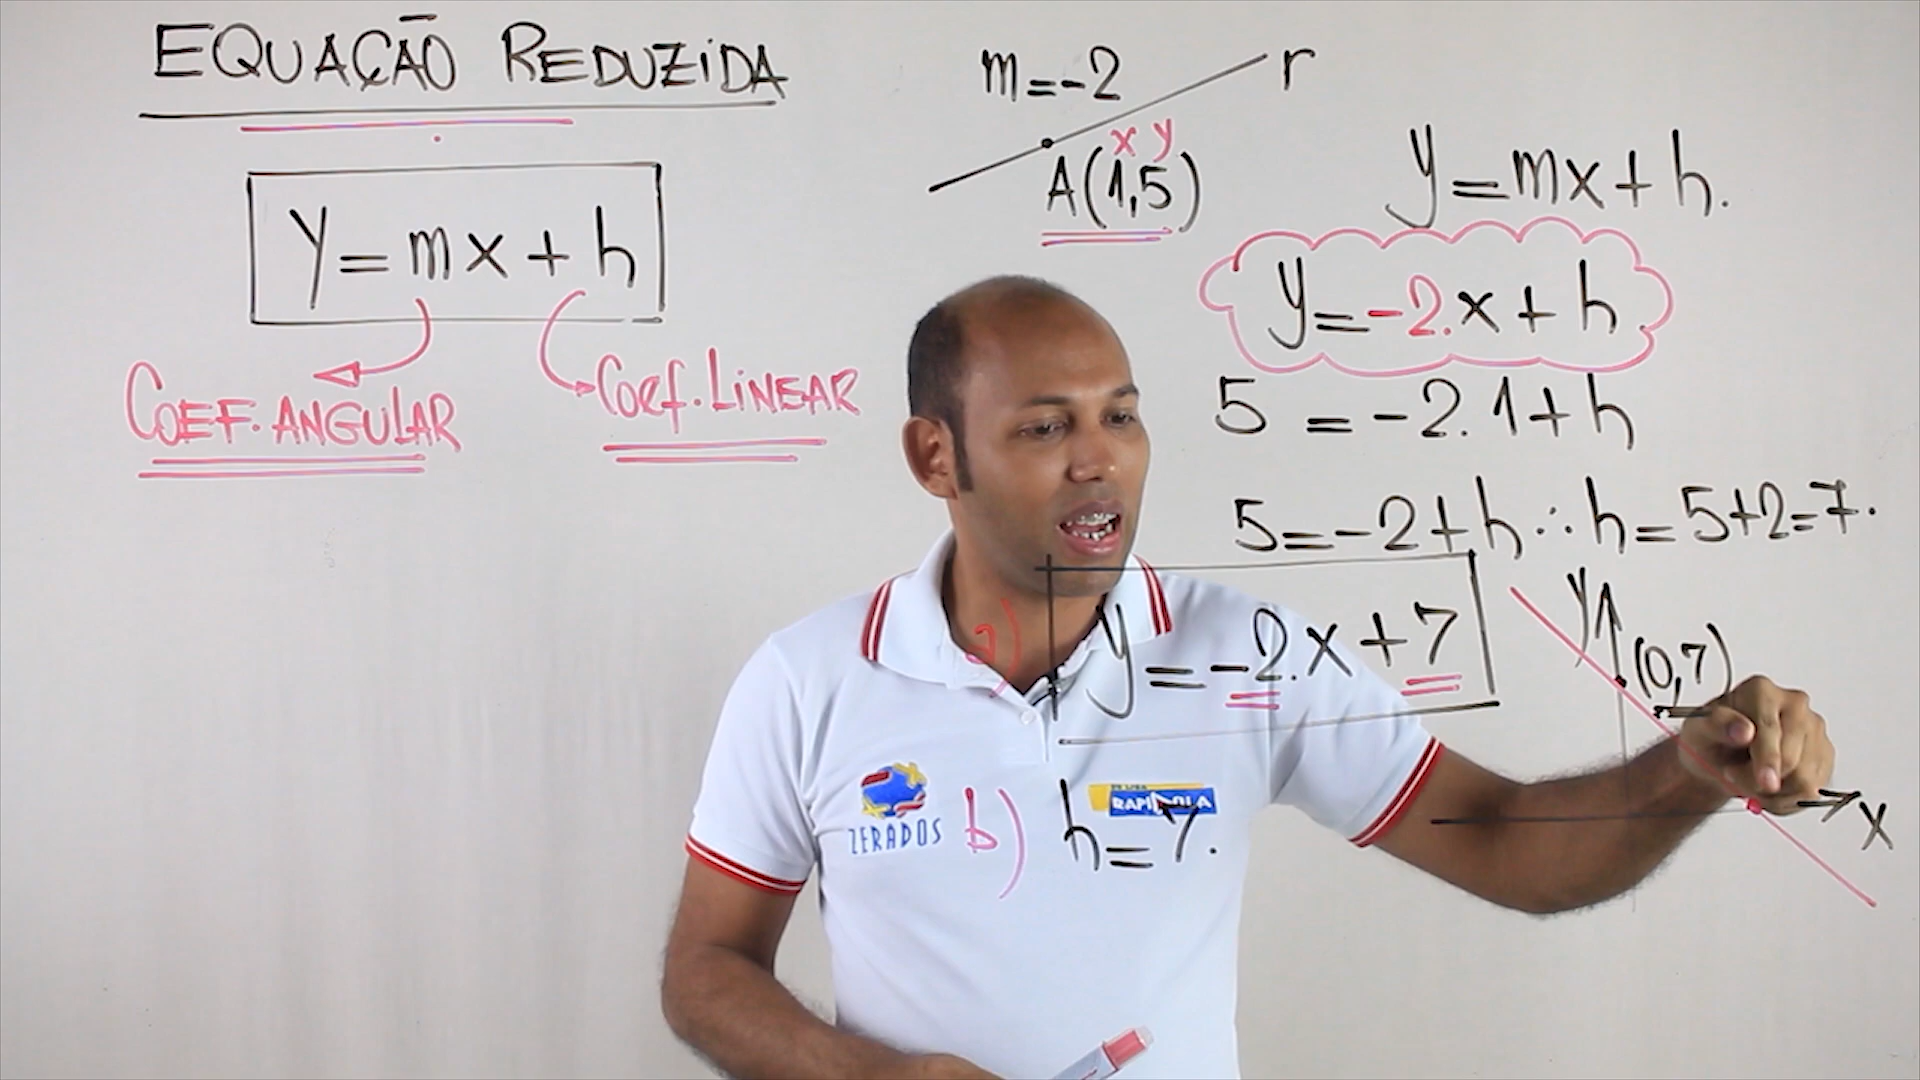 EQUAÇÃO REDUZIDA
Y = mx + h
COEF. ANGULAR
COEF. LINEAR
m = -2
r
x y
A(1,5)
y = mx + h.
y = -2.x + h
5 = -2.1 + h
5 = -2 + h ∴ h = 5+2 = 7.
a) y = -2.x + 7
y
(0,7)
x
b) h = 7.
ZERADOS